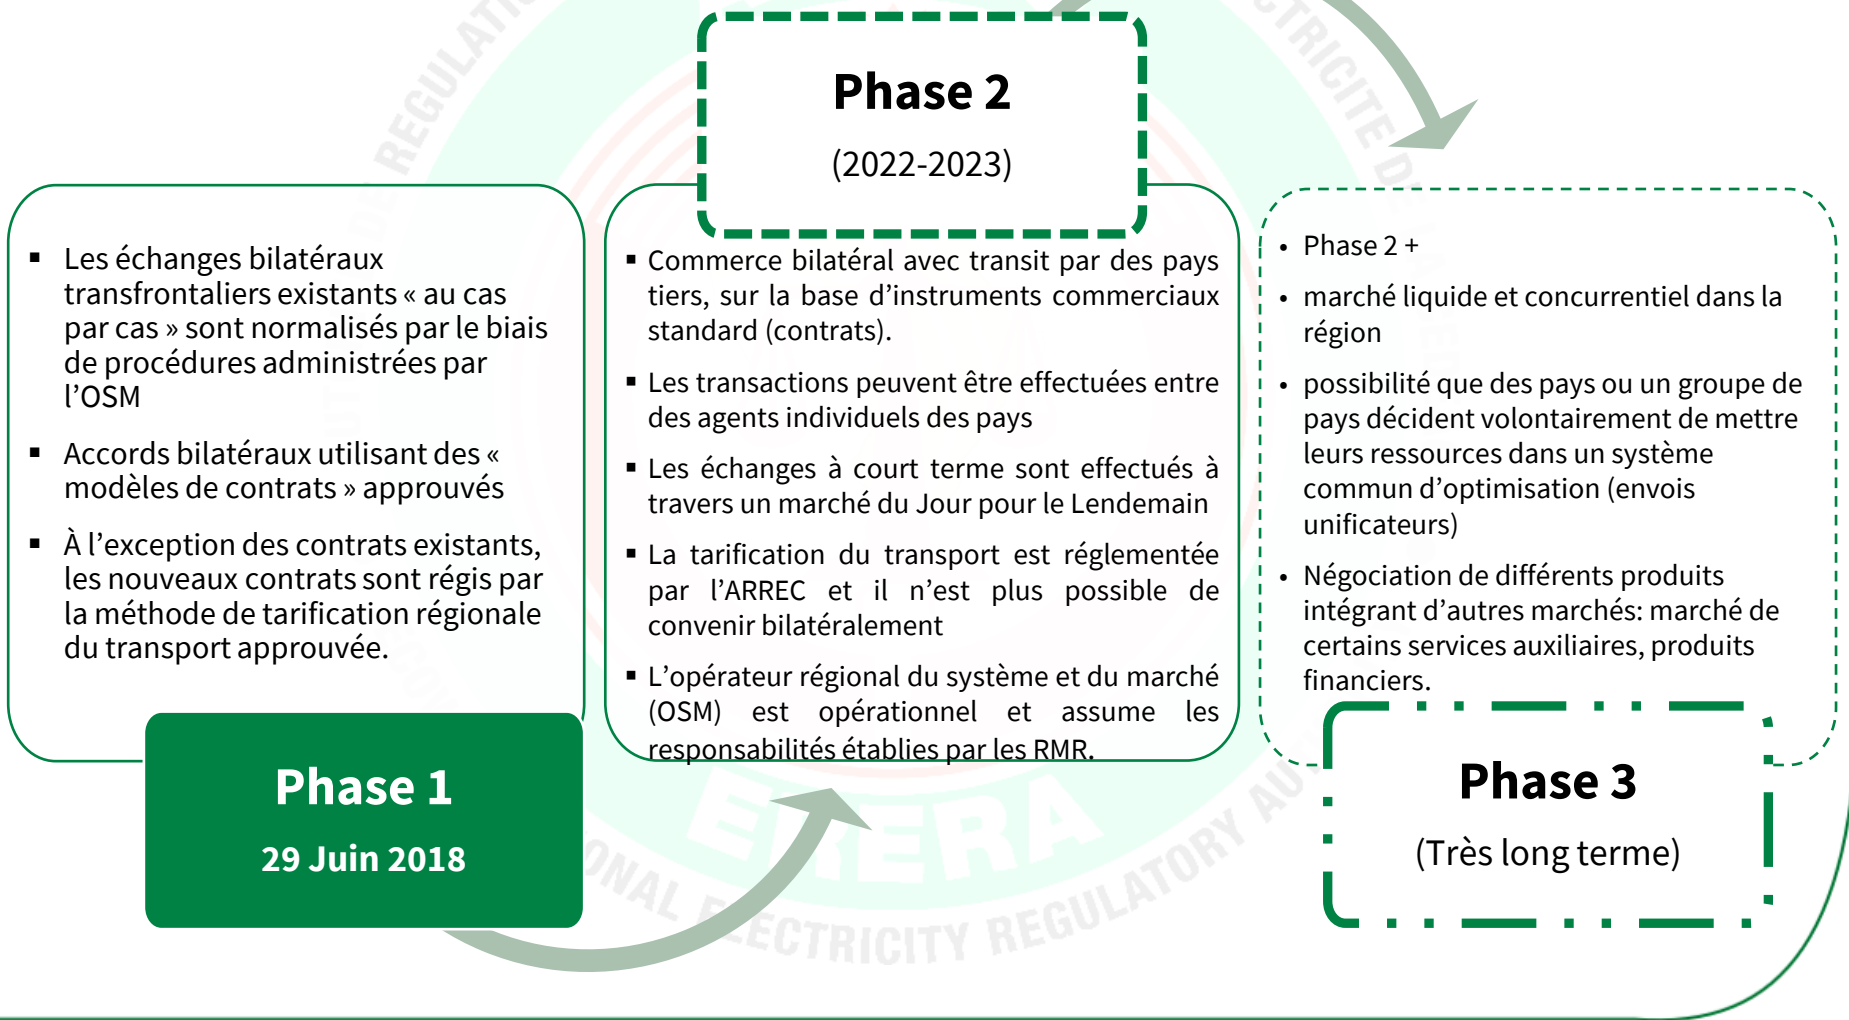 Phase 2
(2022-2023)
▪ Les échanges bilatéraux
transfrontaliers existants « au cas
par cas » sont normalisés par le biais
de procédures administrées par
l’OSM
▪ Accords bilatéraux utilisant des «
modèles de contrats » approuvés
▪ À l’exception des contrats existants,
les nouveaux contrats sont régis par
la méthode de tarification régionale
du transport approuvée.
Phase 1
29 Juin 2018
▪ Commerce bilatéral avec transit par des pays
tiers, sur la base d’instruments commerciaux
standard (contrats).
▪ Les transactions peuvent être effectuées entre
des agents individuels des pays
▪ Les échanges à court terme sont effectués à
travers un marché du Jour pour le Lendemain
▪ La tarification du transport est réglementée
par l’ARREC et il n’est plus possible de
convenir bilatéralement
▪ L’opérateur régional du système et du marché
(OSM) est opérationnel et assume les
responsabilités établies par les RMR.
• Phase 2 +
• marché liquide et concurrentiel dans la
région
• possibilité que des pays ou un groupe de
pays décident volontairement de mettre
leurs ressources dans un système
commun d’optimisation (envois
unificateurs)
• Négociation de différents produits
intégrant d’autres marchés: marché de
certains services auxiliaires, produits
financiers.
Phase 3
(Très long terme)
ERERA
ELECTRICITY REGULATORY